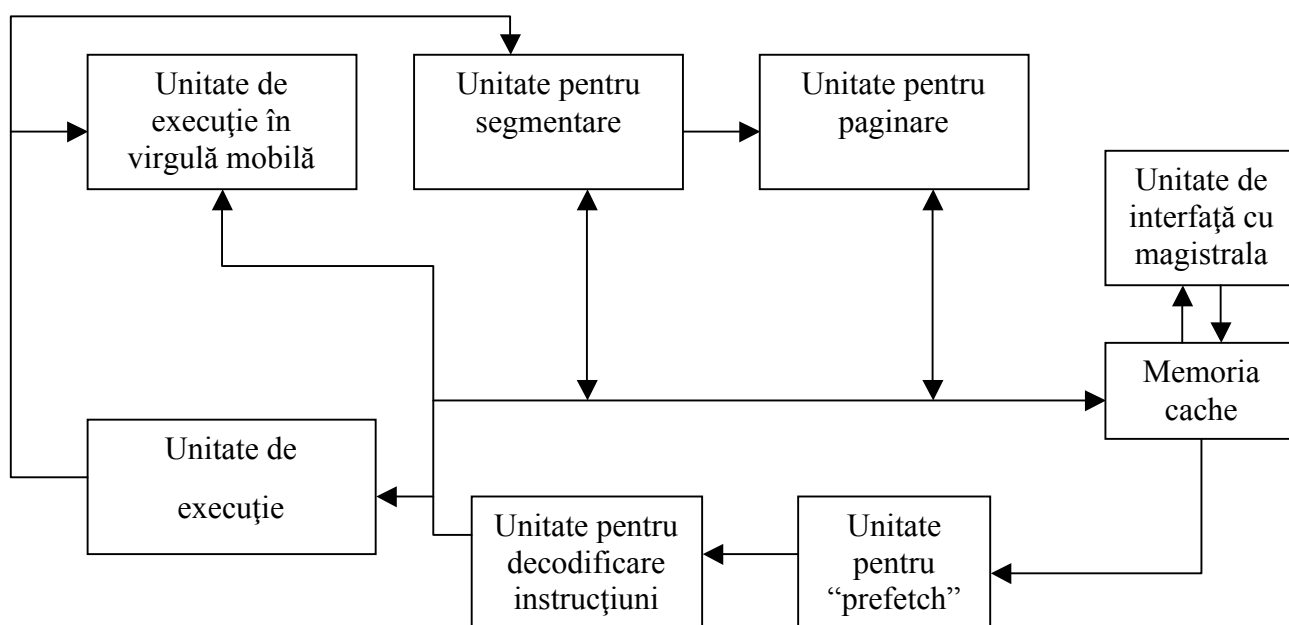 Unitate de
execuţie în
virgulă mobilă
Unitate pentru
segmentare
Unitate pentru
paginare
Unitate de
interfaţă cu
magistrala
Memoria
cache
Unitate de
execuţie
Unitate pentru
decodificare
instrucţiuni
Unitate
pentru
“prefetch”